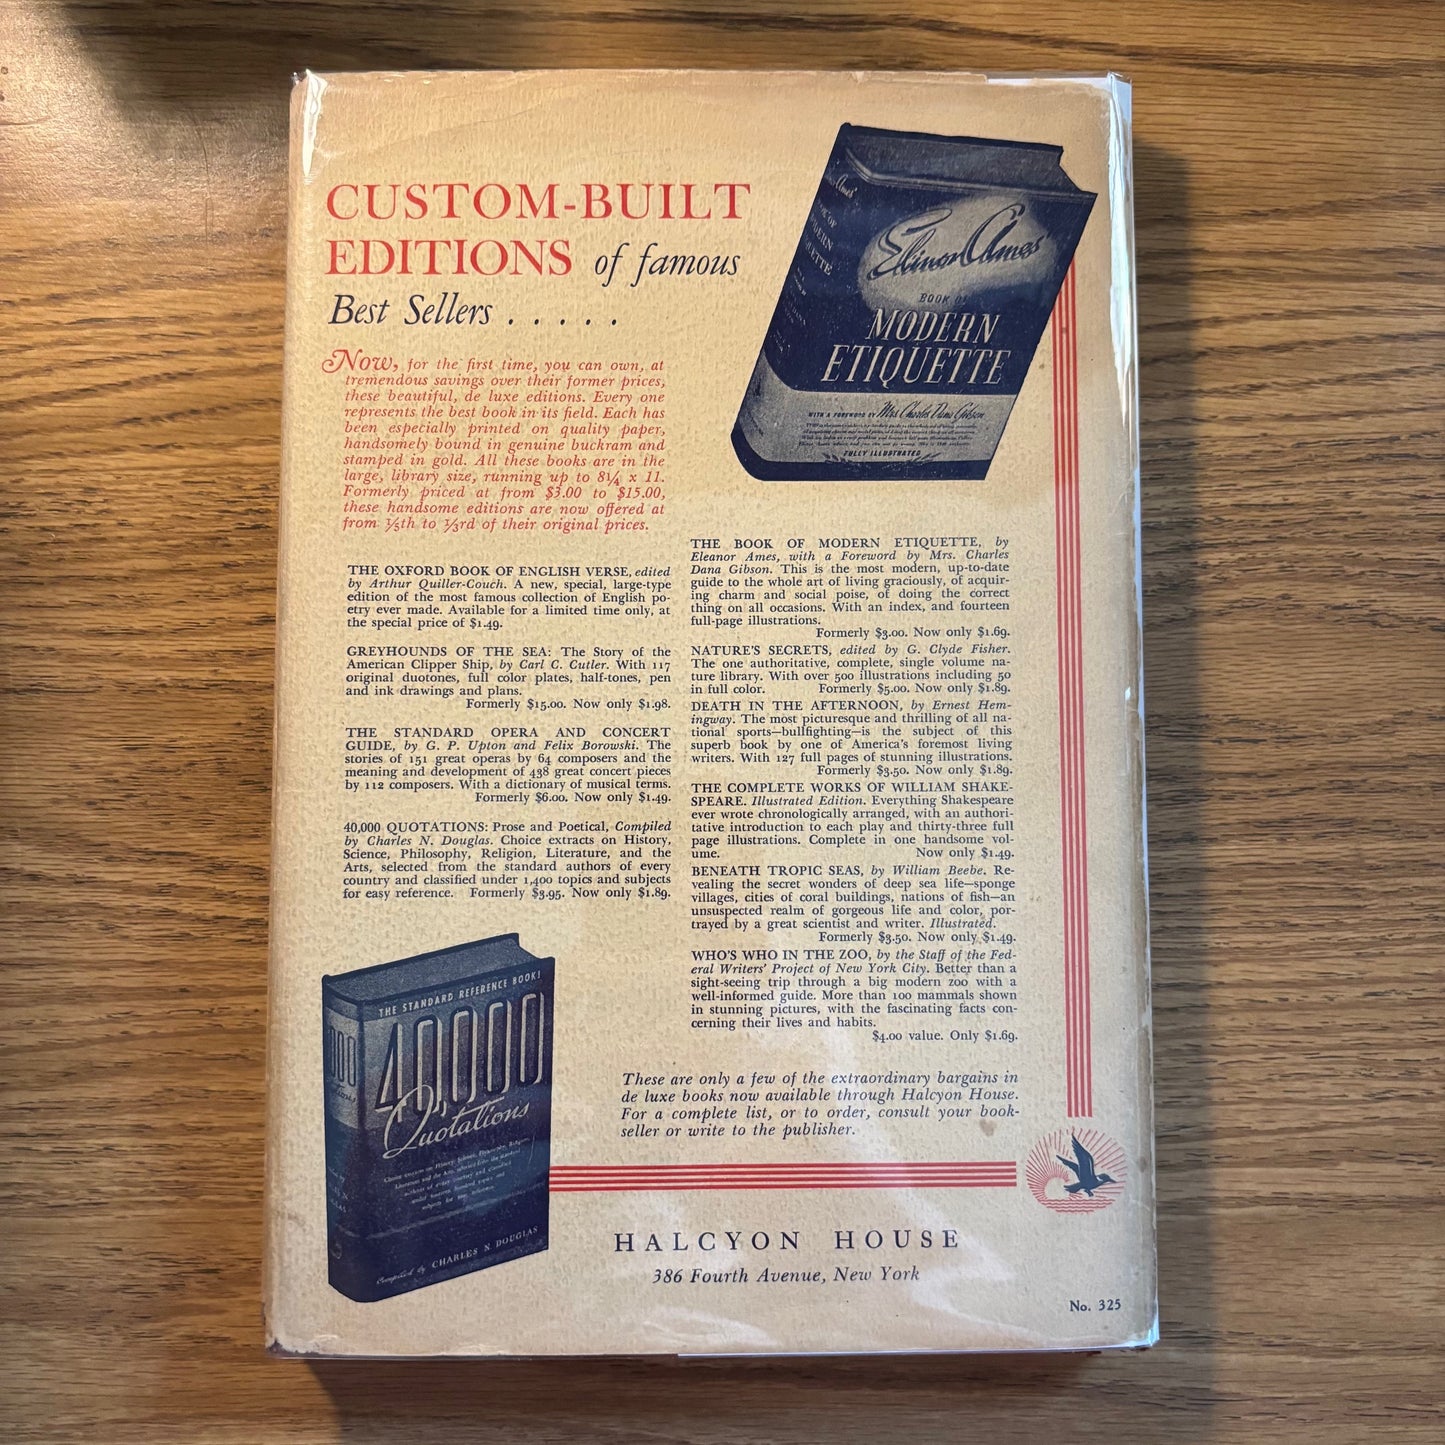 CUSTOM-BUILT
EDITIONS of famous
Best Sellers . . . . .
Now, for the first time, you can own, at
tremendous savings over their former prices,
these beautiful, de luxe editions. Every one
represents the best book in its field. Each has
been especially printed on quality paper,
handsomely bound in genuine buckram and
stamped in gold. All these books are in the
large, library size, running up to 8¼ x 11.
Formerly priced at from $3.00 to $15.00,
these handsome editions are now offered at
from ⅕th to ⅓rd of their original prices.
THE OXFORD BOOK OF ENGLISH VERSE, edited
by Arthur Quiller-Couch. A new, special, large-type
edition of the most famous collection of English po-
etry ever made. Available for a limited time only, at
the special price of $1.49.
GREYHOUNDS OF THE SEA: The Story of the
American Clipper Ship, by Carl C. Cutler. With 117
original duotones, full color plates, half-tones, pen
and ink drawings and plans.
Formerly $15.00. Now only $1.98.
THE STANDARD OPERA AND CONCERT
GUIDE, by G. P. Upton and Felix Borowski. The
stories of 151 great operas by 64 composers and the
meaning and development of 438 great concert pieces
by 112 composers. With a dictionary of musical terms.
Formerly $6.00. Now only $1.49.
40,000 QUOTATIONS: Prose and Poetical, Compiled
by Charles N. Douglas. Choice extracts on History,
Science, Philosophy, Religion, Literature, and the
Arts, selected from the standard authors of every
country and classified under 1,400 topics and subjects
for easy reference. Formerly $3.95. Now only $1.89.
THE STANDARD REFERENCE BOOK!
40,000
Quotations
Compiled by CHARLES N DOUGLAS
Elinor Ames'
BOOK OF
MODERN
ETIQUETTE
WITH A FOREWORD BY Mrs Charles Dana Gibson
FULLY ILLUSTRATED
THE BOOK OF MODERN ETIQUETTE, by
Eleanor Ames, with a Foreword by Mrs. Charles
Dana Gibson. This is the most modern, up-to-date
guide to the whole art of living graciously, of acquir-
ing charm and social poise, of doing the correct
thing on all occasions. With an index, and fourteen
full-page illustrations.
Formerly $3.00. Now only $1.69.
NATURE'S SECRETS, edited by G. Clyde Fisher.
The one authoritative, complete, single volume na-
ture library. With over 500 illustrations including 50
in full color. Formerly $5.00. Now only $1.89.
DEATH IN THE AFTERNOON, by Ernest Hem-
ingway. The most picturesque and thrilling of all na-
tional sports—bullfighting—is the subject of this
superb book by one of America's foremost living
writers. With 127 full pages of stunning illustrations.
Formerly $3.50. Now only $1.89.
THE COMPLETE WORKS OF WILLIAM SHAKE-
SPEARE. Illustrated Edition. Everything Shakespeare
ever wrote chronologically arranged, with an authori-
tative introduction to each play and thirty-three full
page illustrations. Complete in one handsome vol-
ume. Now only $1.49.
BENEATH TROPIC SEAS, by William Beebe. Re-
vealing the secret wonders of deep sea life—sponge
villages, cities of coral buildings, nations of fish—an
unsuspected realm of gorgeous life and color, por-
trayed by a great scientist and writer. Illustrated.
Formerly $3.50. Now only $1.49.
WHO'S WHO IN THE ZOO, by the Staff of the Fed-
eral Writers' Project of New York City. Better than a
sight-seeing trip through a big modern zoo with a
well-informed guide. More than 100 mammals shown
in stunning pictures, with the fascinating facts con-
cerning their lives and habits.
$4.00 value. Only $1.69.
These are only a few of the extraordinary bargains in
de luxe books now available through Halcyon House.
For a complete list, or to order, consult your book-
seller or write to the publisher.
HALCYON HOUSE
386 Fourth Avenue, New York
No. 325